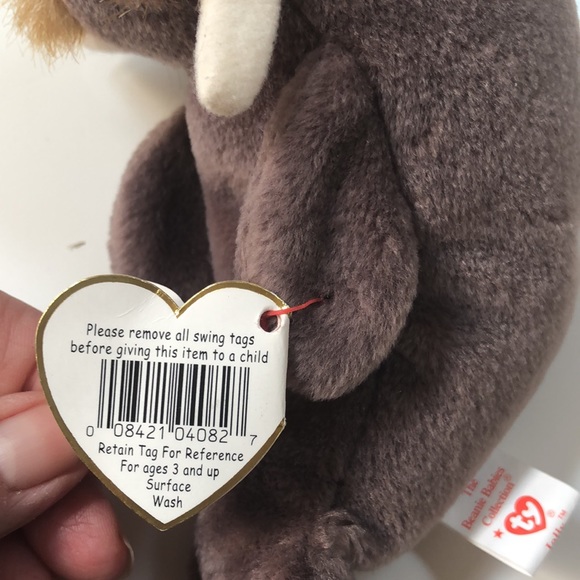 Please remove all swing tags
before giving this item to a child
0 08421 04082 7
Retain Tag For Reference
For ages 3 and up
Surface
Wash
The
Beanie Babies
Collection®
ty®